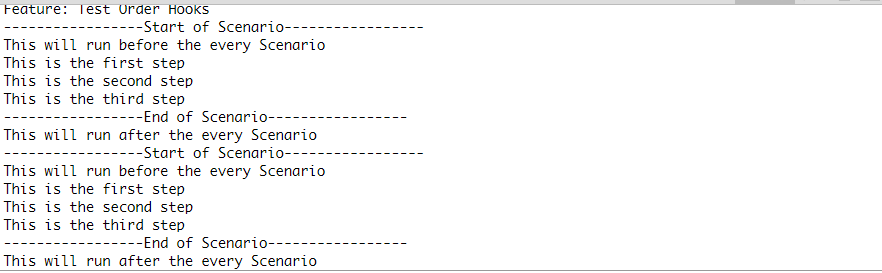 Feature: Test Order Hooks
-----------------Start of Scenario-----------------
This will run before the every Scenario
This is the first step
This is the second step
This is the third step
-----------------End of Scenario-----------------
This will run after the every Scenario
-----------------Start of Scenario-----------------
This will run before the every Scenario
This is the first step
This is the second step
This is the third step
-----------------End of Scenario-----------------
This will run after the every Scenario